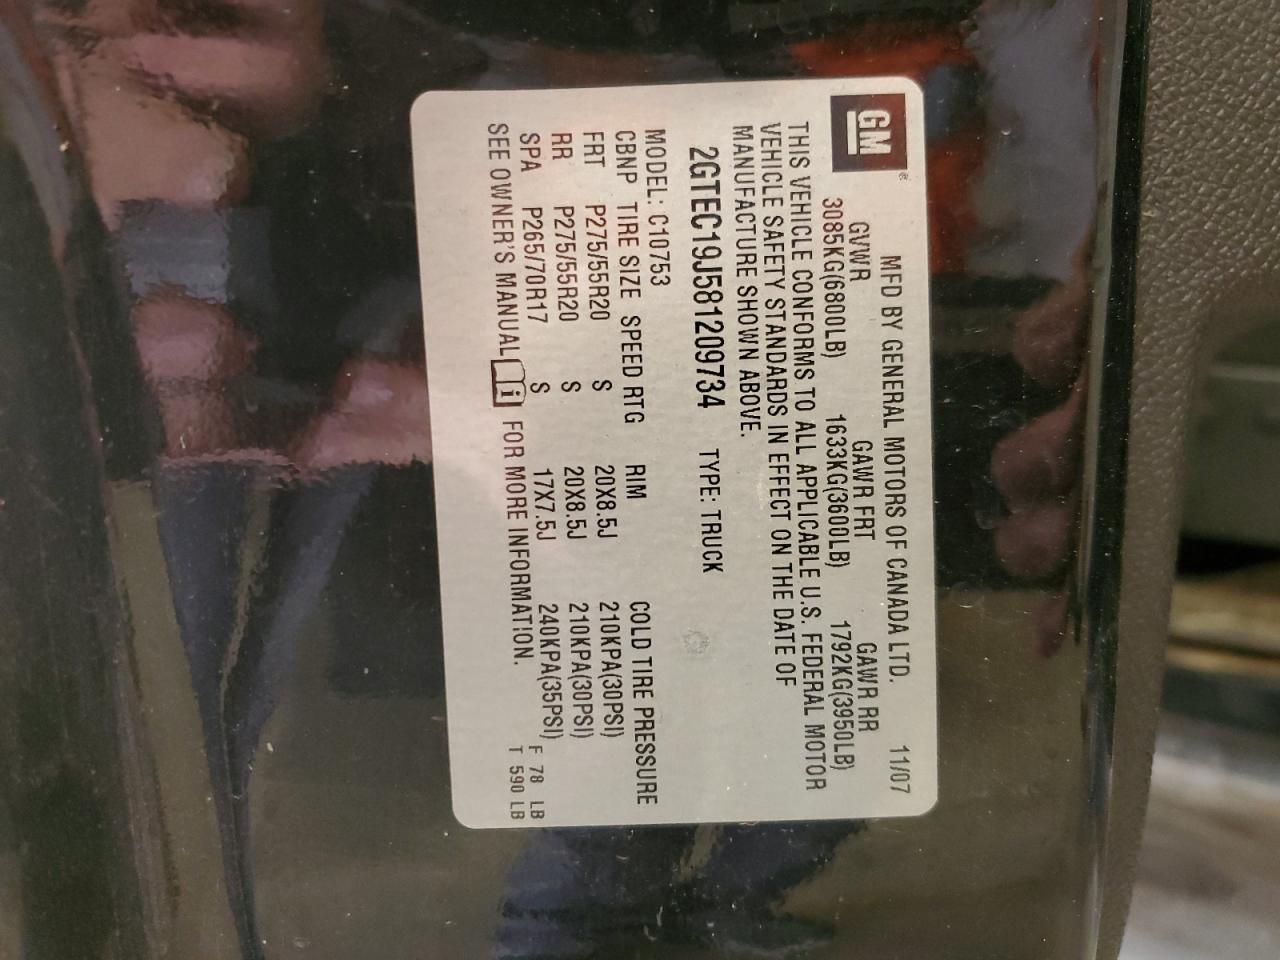 GM®
MFD BY GENERAL MOTORS OF CANADA LTD. 11/07
GVWR GAWR FRT GAWR RR
3085KG(6800LB) 1633KG(3600LB) 1792KG(3950LB)
THIS VEHICLE CONFORMS TO ALL APPLICABLE U.S. FEDERAL MOTOR
VEHICLE SAFETY STANDARDS IN EFFECT ON THE DATE OF
MANUFACTURE SHOWN ABOVE.
2GTEC19J581209734 TYPE: TRUCK
MODEL: C10753
CBNP TIRE SIZE SPEED RTG RIM COLD TIRE PRESSURE
FRT P275/55R20 S 20X8.5J 210KPA(30PSI)
RR P275/55R20 S 20X8.5J 210KPA(30PSI)
SPA P265/70R17 S 17X7.5J 240KPA(35PSI) F 78 LB
SEE OWNER'S MANUAL i FOR MORE INFORMATION. T 590 LB